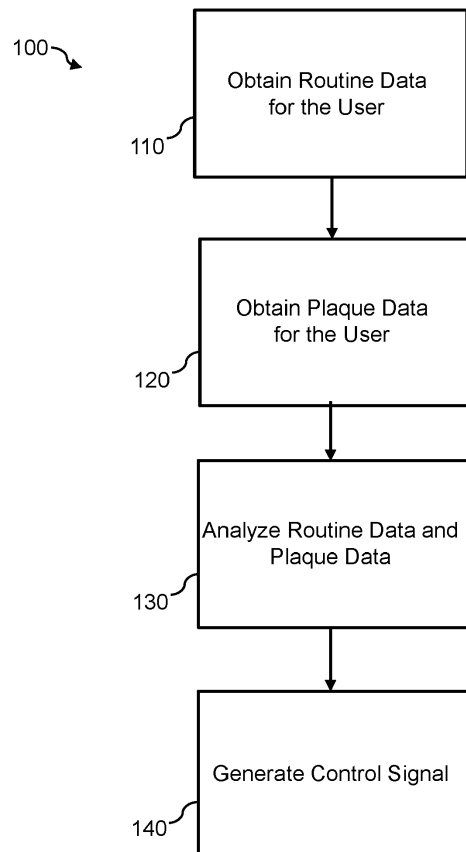 100
Obtain Routine Data
for the User
110
Obtain Plaque Data
for the User
120
Analyze Routine Data and
Plaque Data
130
Generate Control Signal
140